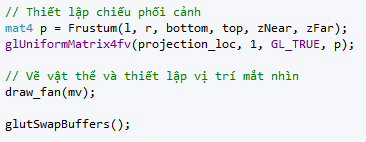 // Thiết lập chiếu phối cảnh
mat4 p = Frustum(l, r, bottom, top, zNear, zFar);
glUniformMatrix4fv(projection_loc, 1, GL_TRUE, p);
// Vẽ vật thể và thiết lập vị trí mắt nhìn
draw_fan(mv);
glutSwapBuffers();